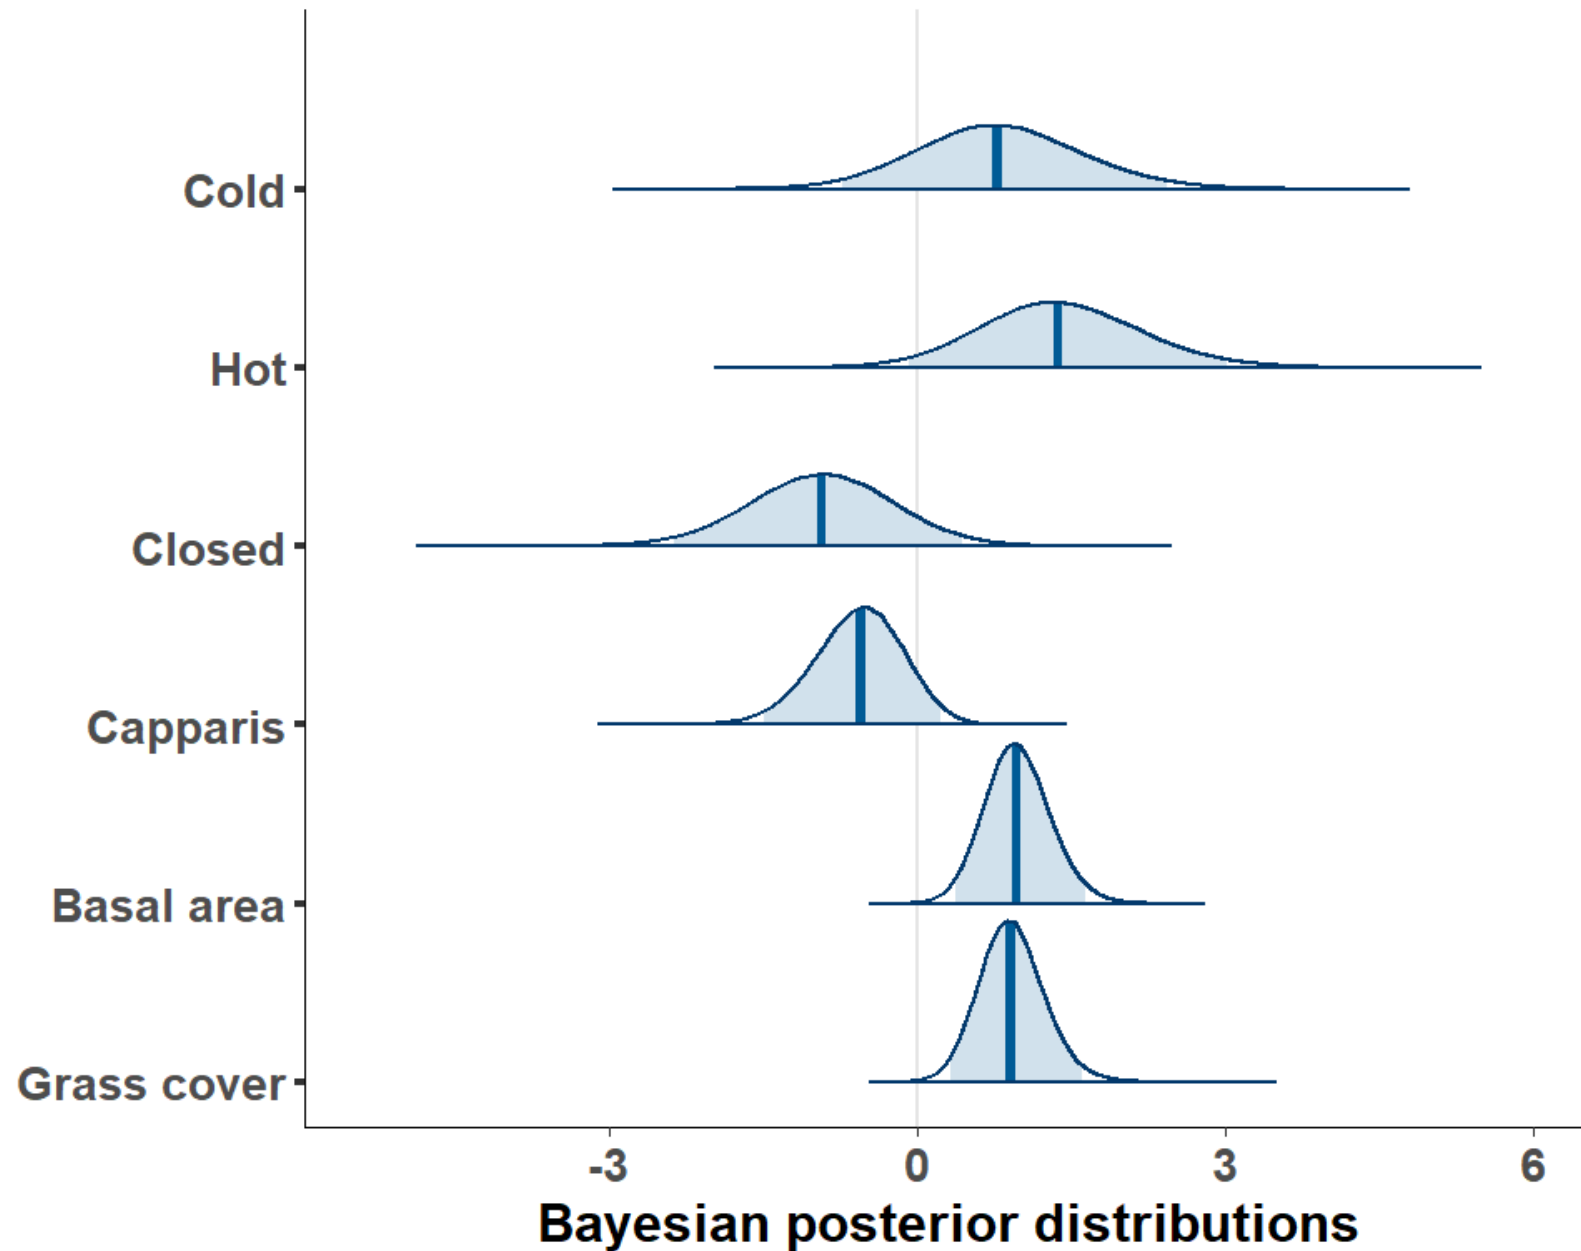 Cold
Hot
Closed
Capparis
Basal area
Grass cover
-3 0 3 6
Bayesian posterior distributions